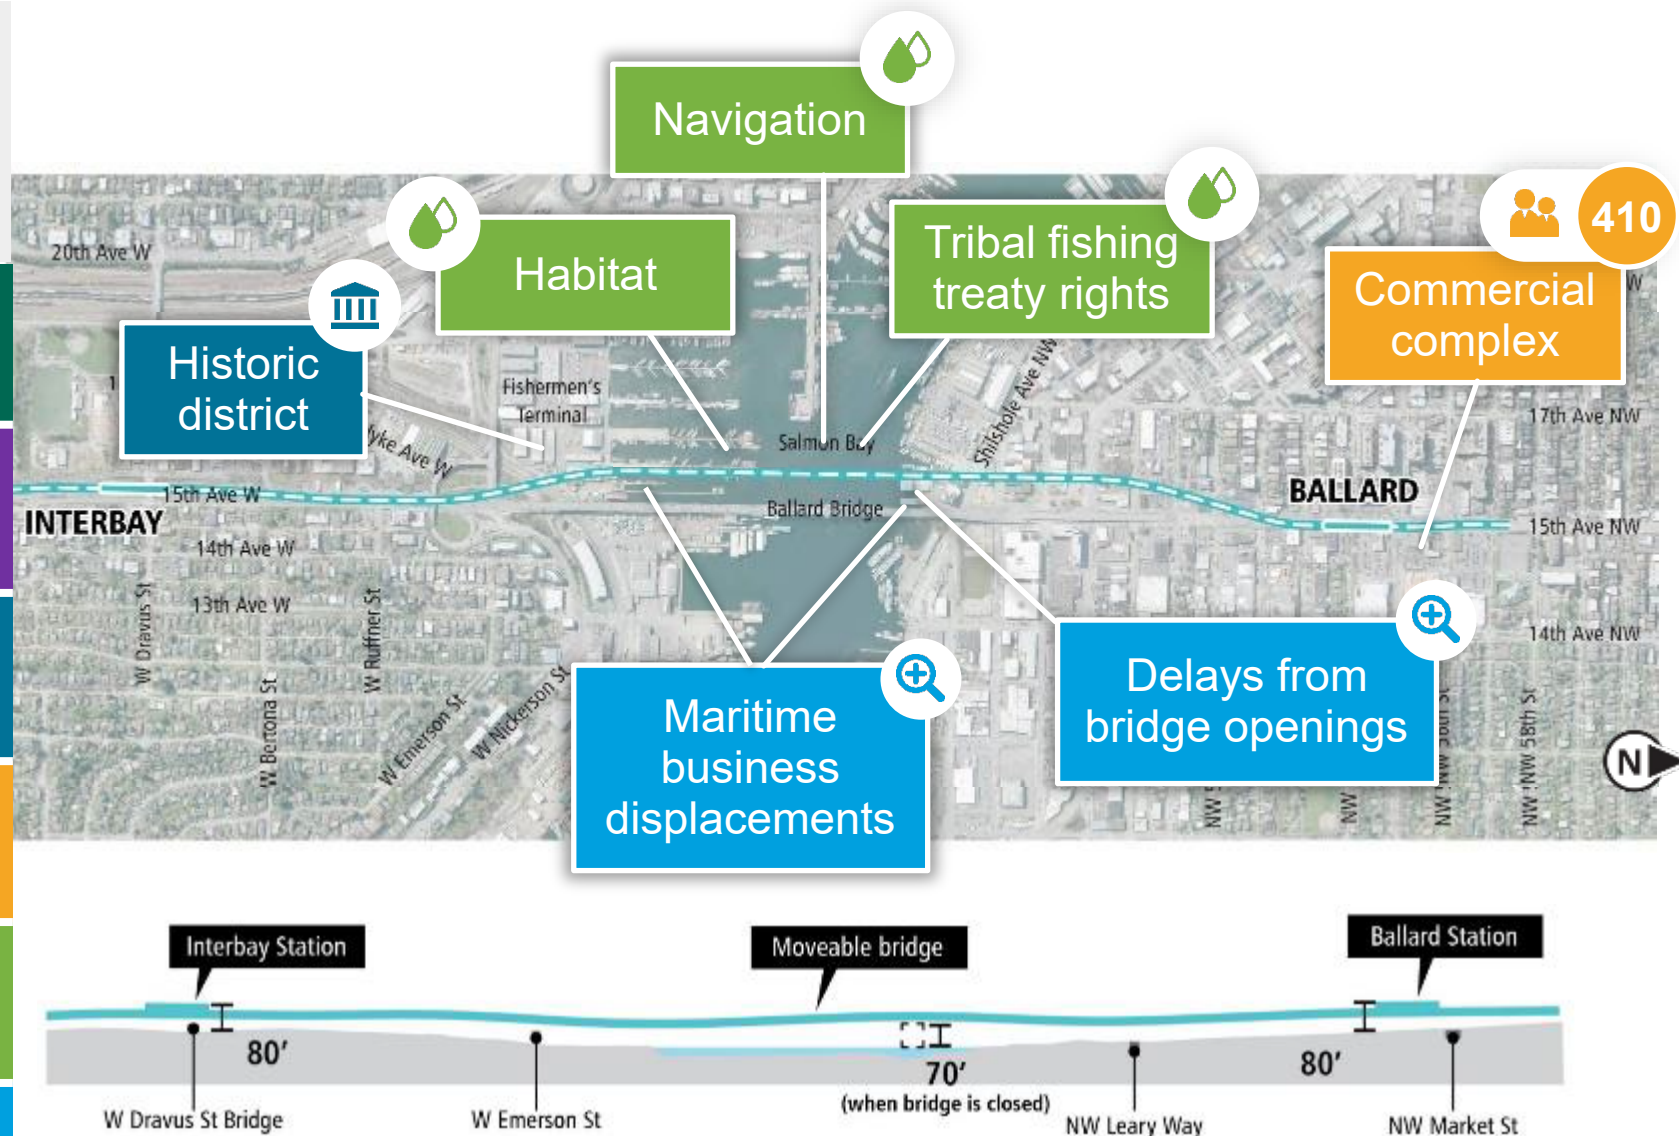 Navigation
Habitat
Tribal fishing
treaty rights
410
Commercial
complex
Historic
district
20th Ave W
Fishermen's
Terminal
Shilshole Ave NW
17th Ave NW
Salmon Bay
15th Ave W
INTERBAY
BALLARD
Ballard Bridge
15th Ave NW
14th Ave W
13th Ave W
14th Ave NW
W Dravus St
W Bertona St
W Ruffner St
W Emerson St
W Nickerson St
Maritime
business
displacements
Delays from
bridge openings
NW 58th St
N
Interbay Station
Moveable bridge
Ballard Station
80'
70'
(when bridge is closed)
80'
W Dravus St Bridge
W Emerson St
NW Leary Way
NW Market St